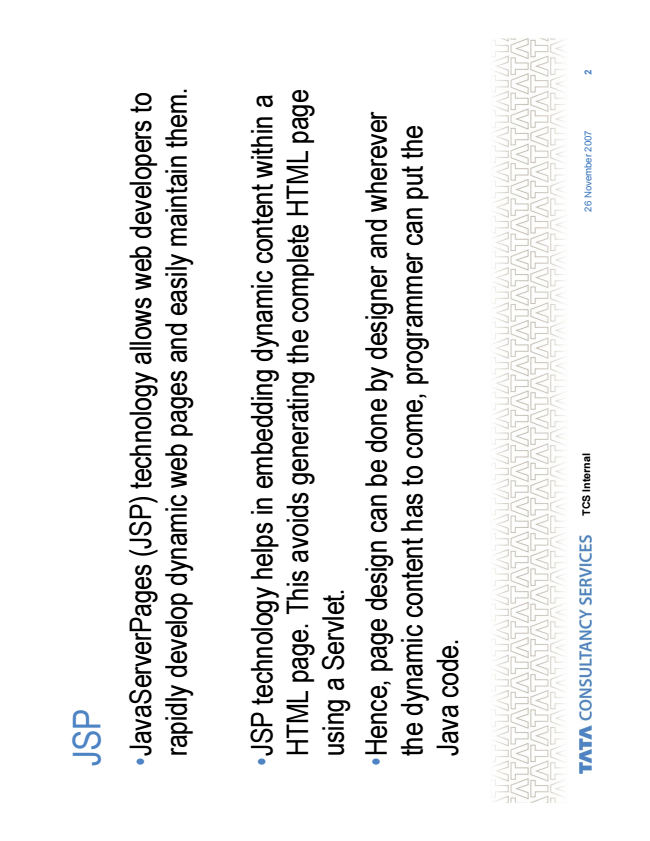 JSP
•JavaServerPages (JSP) technology allows web developers to
rapidly develop dynamic web pages and easily maintain them.
•JSP technology helps in embedding dynamic content within a
HTML page. This avoids generating the complete HTML page
using a Servlet.
•Hence, page design can be done by designer and wherever
the dynamic content has to come, programmer can put the
Java code.
TATA CONSULTANCY SERVICES TCS Internal 26 November 2007 2